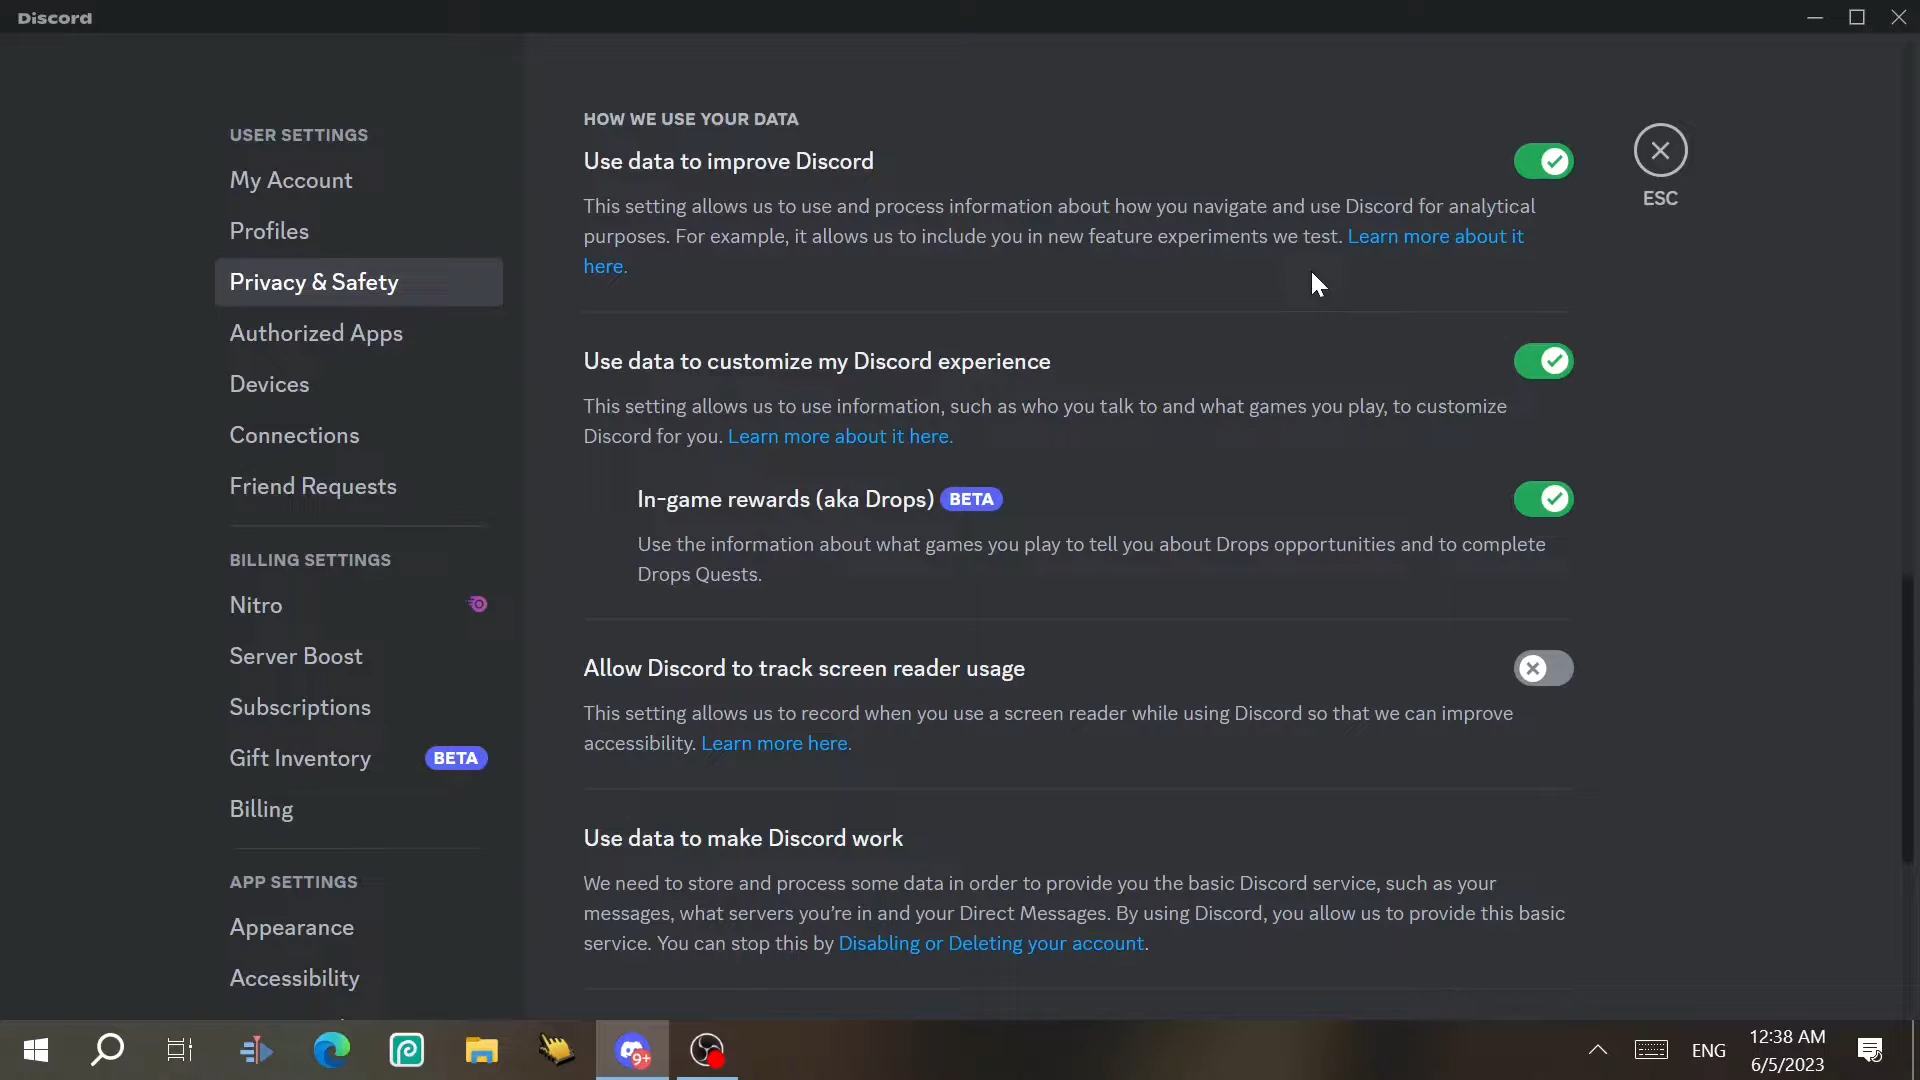 Discord
USER SETTINGS
My Account
Profiles
Privacy & Safety
Authorized Apps
Devices
Connections
Friend Requests
BILLING SETTINGS
Nitro
Server Boost
Subscriptions
Gift Inventory BETA
Billing
APP SETTINGS
Appearance
Accessibility
HOW WE USE YOUR DATA
Use data to improve Discord
This setting allows us to use and process information about how you navigate and use Discord for analytical
purposes. For example, it allows us to include you in new feature experiments we test. Learn more about it
here.
Use data to customize my Discord experience
This setting allows us to use information, such as who you talk to and what games you play, to customize
Discord for you. Learn more about it here.
In-game rewards (aka Drops) BETA
Use the information about what games you play to tell you about Drops opportunities and to complete
Drops Quests.
Allow Discord to track screen reader usage
This setting allows us to record when you use a screen reader while using Discord so that we can improve
accessibility. Learn more here.
Use data to make Discord work
We need to store and process some data in order to provide you the basic Discord service, such as your
messages, what servers you’re in and your Direct Messages. By using Discord, you allow us to provide this basic
service. You can stop this by Disabling or Deleting your account.
ESC
9+
ENG
12:38 AM
6/5/2023